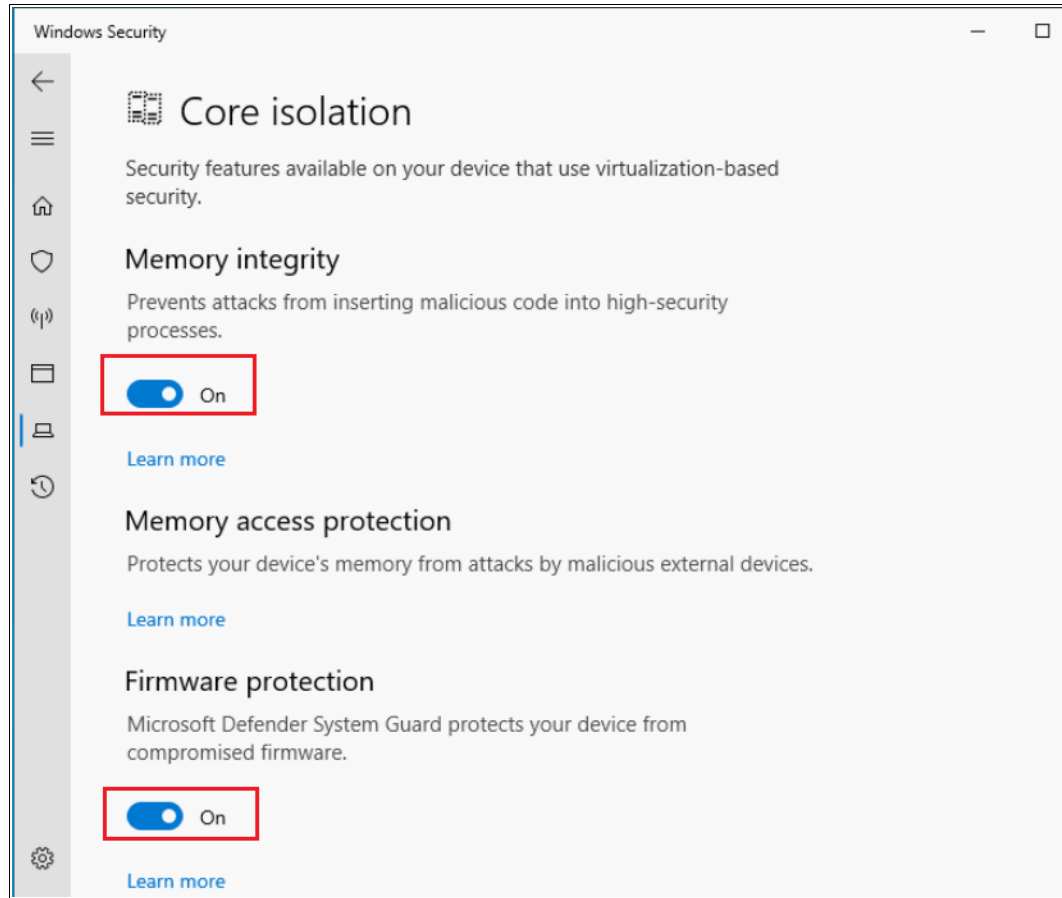 Windows Security
Core isolation
Security features available on your device that use virtualization-based
security.
Memory integrity
Prevents attacks from inserting malicious code into high-security
processes.
On
Learn more
Memory access protection
Protects your device's memory from attacks by malicious external devices.
Learn more
Firmware protection
Microsoft Defender System Guard protects your device from
compromised firmware.
On
Learn more